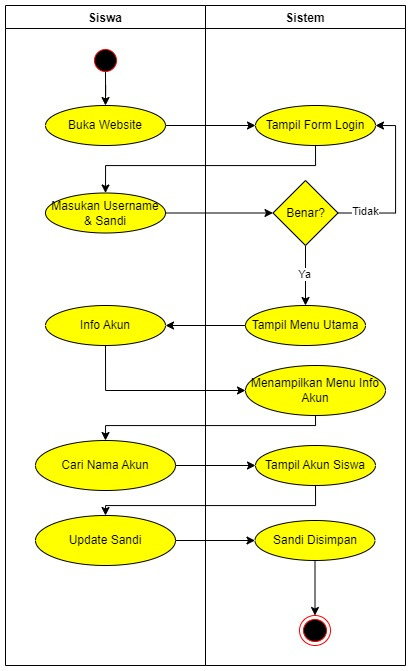 Siswa
Sistem
Buka Website
Tampil Form Login
Masukan Username
& Sandi
Benar?
Tidak
Ya
Info Akun
Tampil Menu Utama
Menampilkan Menu Info
Akun
Cari Nama Akun
Tampil Akun Siswa
Update Sandi
Sandi Disimpan